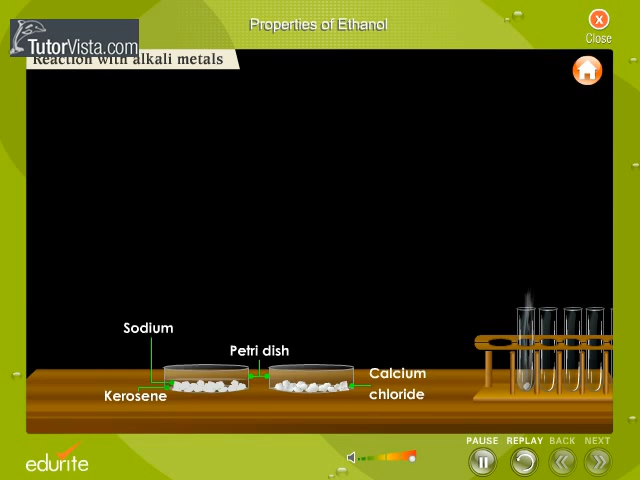 Properties of Ethanol
x
Close
TutorVista.com
Reaction with alkali metals
Sodium
Petri dish
Calcium
chloride
Kerosene
PAUSE REPLAY BACK NEXT
edurite